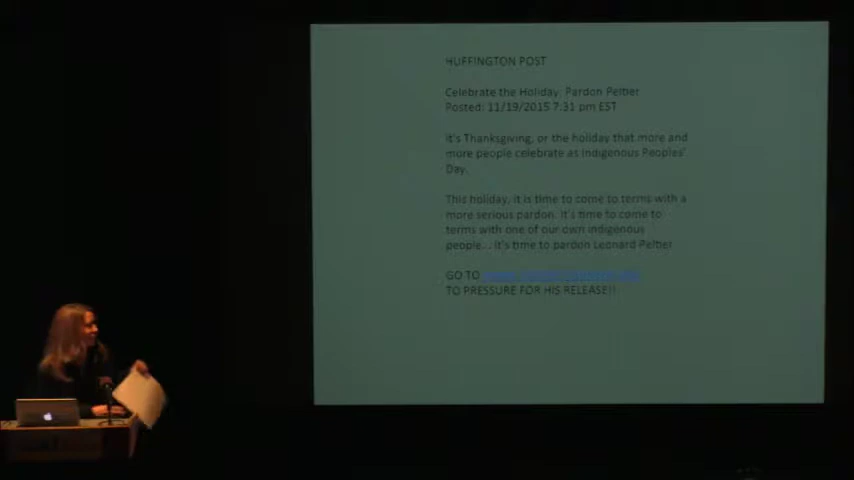 HUFFINGTON POST
Celebrate the Holiday: Pardon Peltier
Posted: 11/19/2015 7:31 pm EST
It's Thanksgiving, or the holiday that more and
more people celebrate as Indigenous Peoples'
Day.
This holiday, it is time to come to terms with a
more serious pardon. It's time to come to
terms with one of our own indigenous
people... It's time to pardon Leonard Peltier
GO TO
TO PRESSURE FOR HIS RELEASE!!